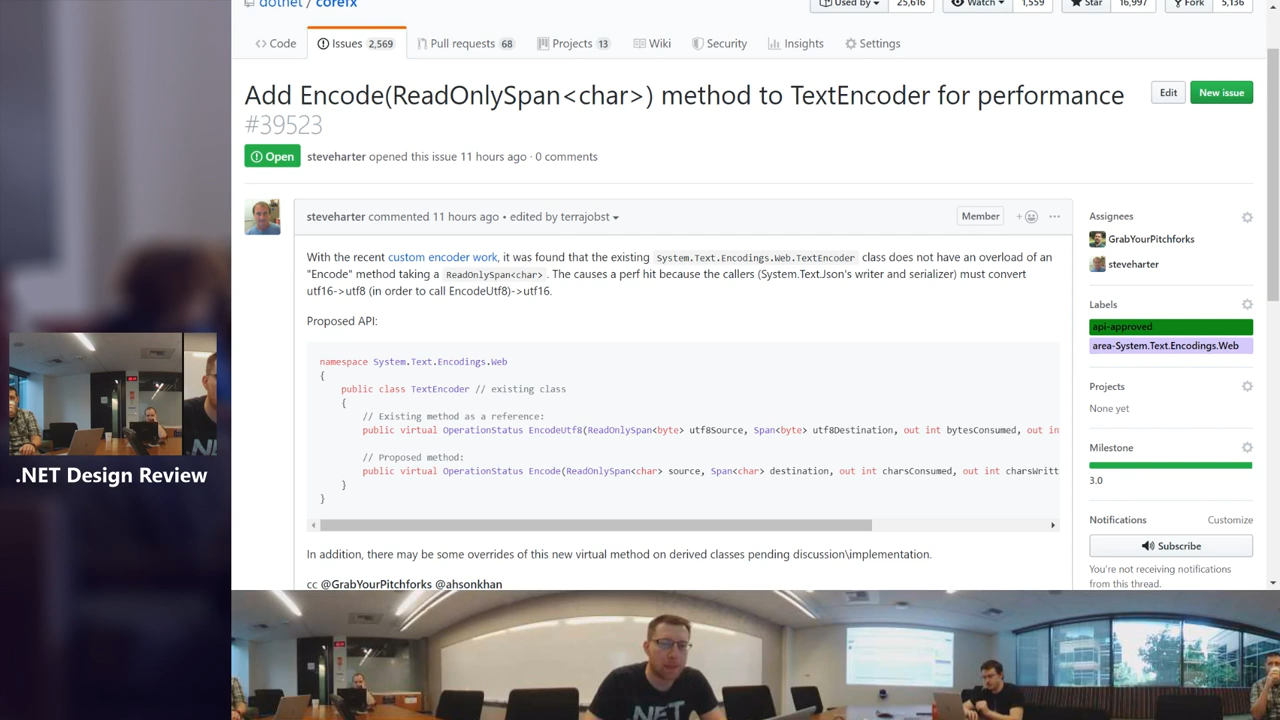 dotnet / corefx
Used by 25,616 Watch 1,559 Star 16,997 Fork 5,136
Code Issues 2,569 Pull requests 68 Projects 13 Wiki Security Insights Settings
Add Encode(ReadOnlySpan<char>) method to TextEncoder for performance
#39523
Edit New issue
Open steveharter opened this issue 11 hours ago · 0 comments
steveharter commented 11 hours ago • edited by terrajobst Member
With the recent custom encoder work, it was found that the existing System.Text.Encodings.Web.TextEncoder class does not have an overload of an
"Encode" method taking a ReadOnlySpan<char> . The causes a perf hit because the callers (System.Text.Json's writer and serializer) must convert
utf16->utf8 (in order to call EncodeUtf8)->utf16.
Proposed API:
namespace System.Text.Encodings.Web
{
public class TextEncoder // existing class
{
// Existing method as a reference:
public virtual OperationStatus EncodeUtf8(ReadOnlySpan<byte> utf8Source, Span<byte> utf8Destination, out int bytesConsumed, out in
// Proposed method:
public virtual OperationStatus Encode(ReadOnlySpan<char> source, Span<char> destination, out int charsConsumed, out int charsWritt
}
}
In addition, there may be some overrides of this new virtual method on derived classes pending discussion\implementation.
cc @GrabYourPitchforks @ahsonkhan
Assignees
GrabYourPitchforks
steveharter
Labels
api-approved
area-System.Text.Encodings.Web
Projects
None yet
Milestone
3.0
Notifications Customize
Subscribe
You're not receiving notifications
from this thread.
.NET Design Review
.NET